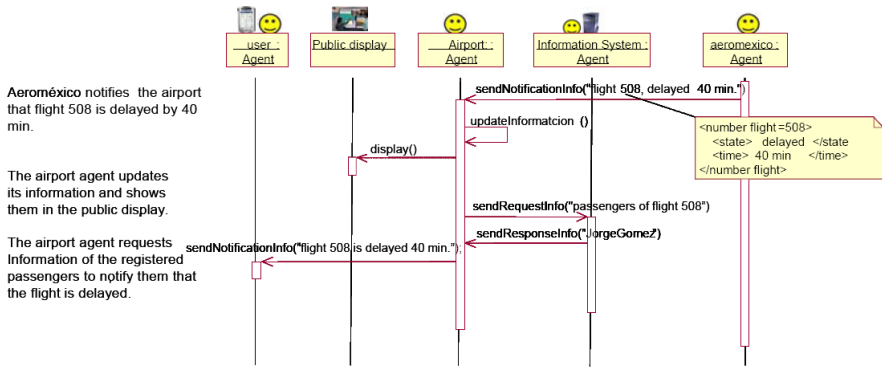 user :
Agent
Public display
Airport: :
Agent
Information System :
Agent
aeromexico :
Agent
Aeroméxico notifies the airport
that flight 508 is delayed by 40
min.
sendNotificationInfo("flight 508, delayed 40 min.")
updateInformatcion ()
<number flight =508>
<state> delayed </state
<time> 40 min </time>
</number flight>
display()
The airport agent updates
its information and shows
them in the public display.
sendRequestInfo("passengers of flight 508")
The airport agent requests
Information of the registered
passengers to notify them that
the flight is delayed.
sendResponseInfo("JorgeGomez")
sendNotificationInfo("flight 508 is delayed 40 min.");